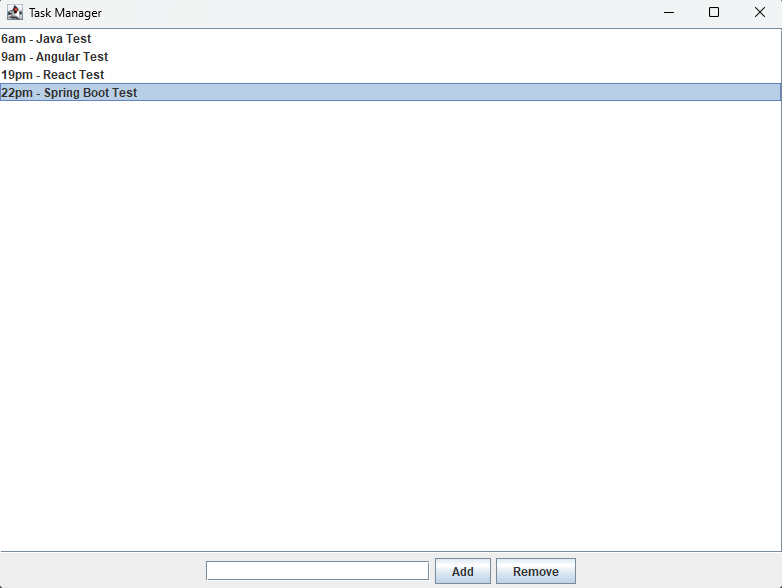 Task Manager
6am - Java Test
9am - Angular Test
19pm - React Test
22pm - Spring Boot Test
Add Remove